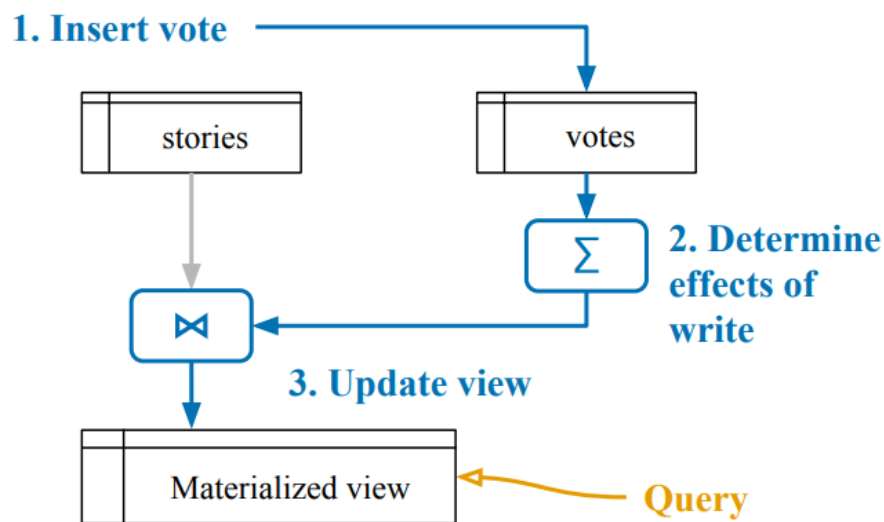 1. Insert vote
stories
votes
Σ
2. Determine
effects of
write
⋈
3. Update view
Materialized view
Query